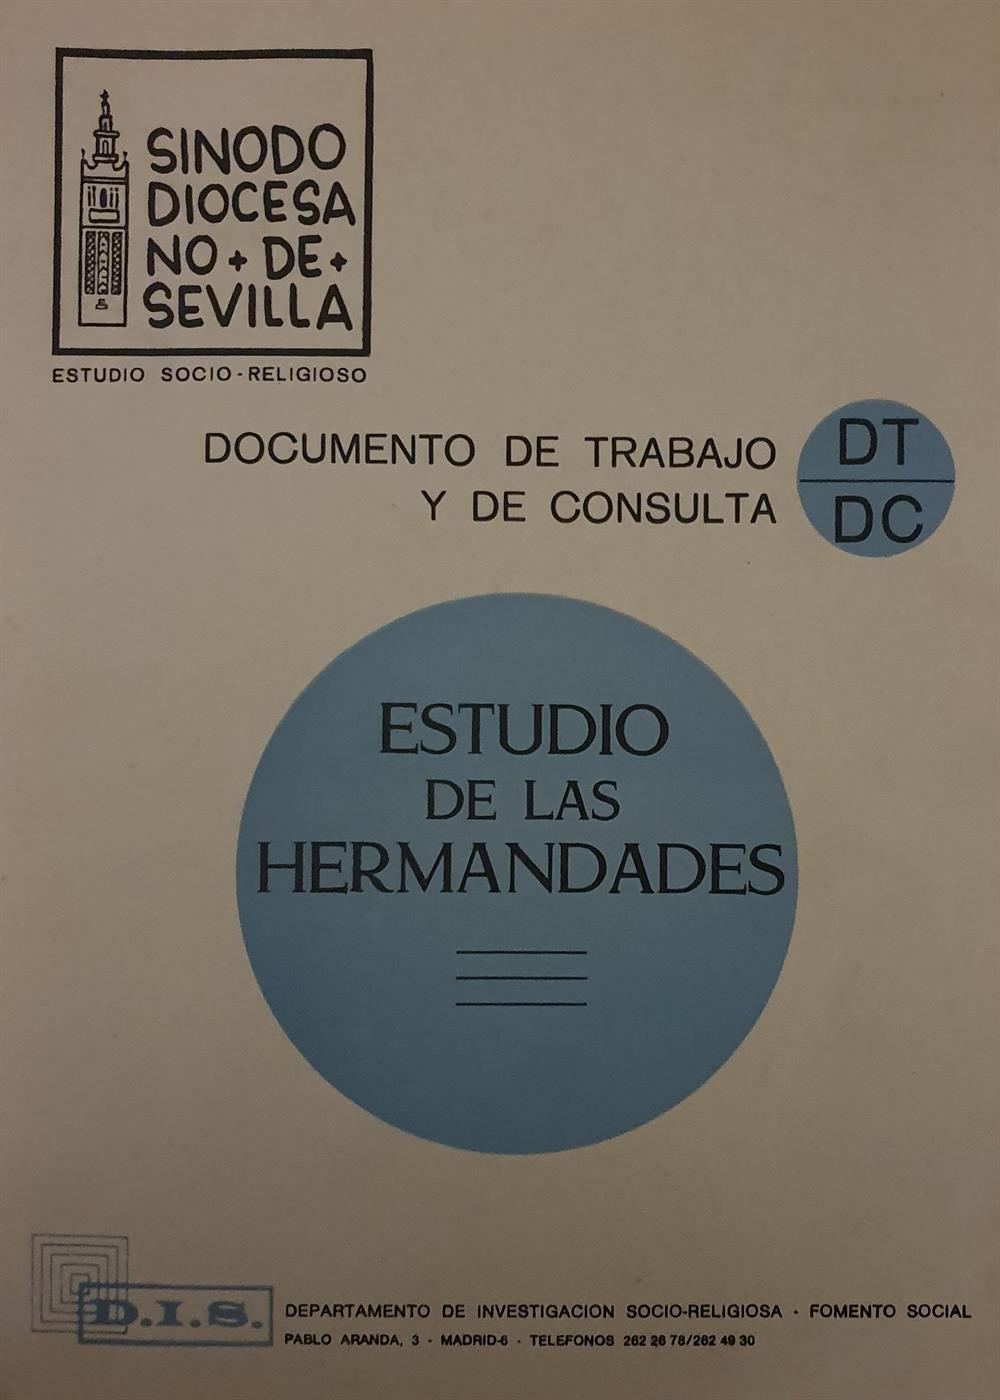 SINODO
DIOCESA
NO + DE +
SEVILLA
ESTUDIO SOCIO-RELIGIOSO
DOCUMENTO DE TRABAJO
Y DE CONSULTA
DT
DC
ESTUDIO
DE LAS
HERMANDADES
D.I.S.
DEPARTAMENTO DE INVESTIGACION SOCIO-RELIGIOSA - FOMENTO SOCIAL
PABLO ARANDA, 3 - MADRID-6 - TELEFONOS 262 26 78/262 49 30